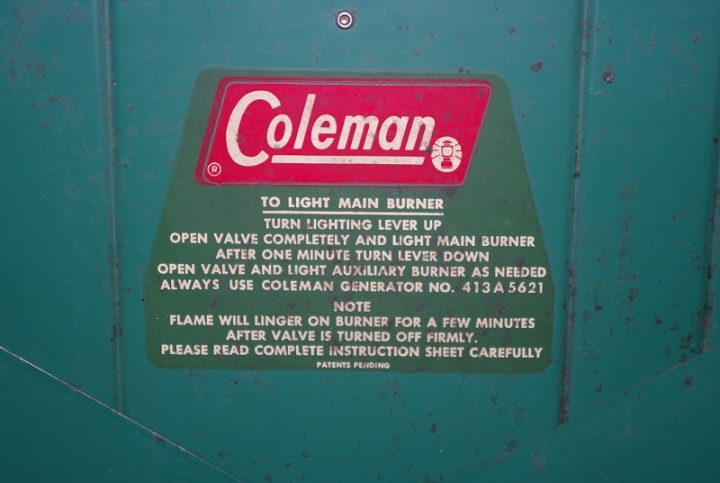 Coleman
®
TO LIGHT MAIN BURNER
TURN LIGHTING LEVER UP
OPEN VALVE COMPLETELY AND LIGHT MAIN BURNER
AFTER ONE MINUTE TURN LEVER DOWN
OPEN VALVE AND LIGHT AUXILIARY BURNER AS NEEDED
ALWAYS USE COLEMAN GENERATOR NO. 413A5621
NOTE
FLAME WILL LINGER ON BURNER FOR A FEW MINUTES
AFTER VALVE IS TURNED OFF FIRMLY.
PLEASE READ COMPLETE INSTRUCTION SHEET CAREFULLY
PATENTS PENDING